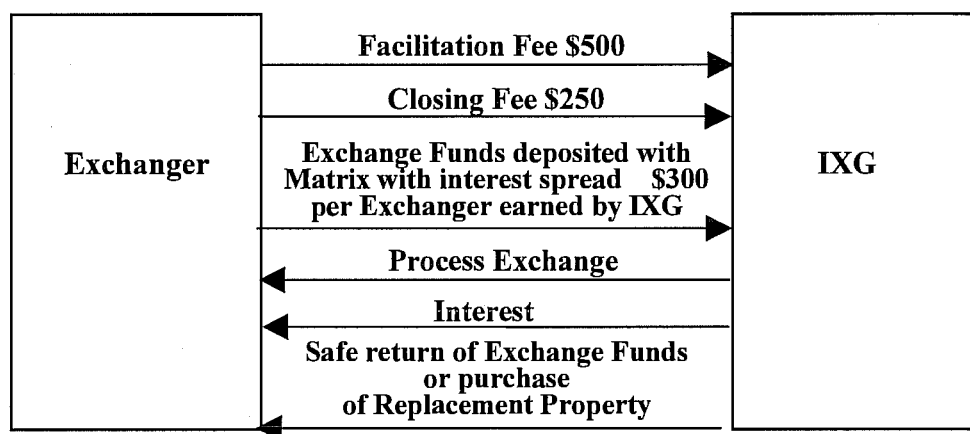 Facilitation Fee $500
Closing Fee $250
Exchanger
Exchange Funds deposited with
Matrix with interest spread $300
per Exchanger earned by IXG
IXG
Process Exchange
Interest
Safe return of Exchange Funds
or purchase
of Replacement Property